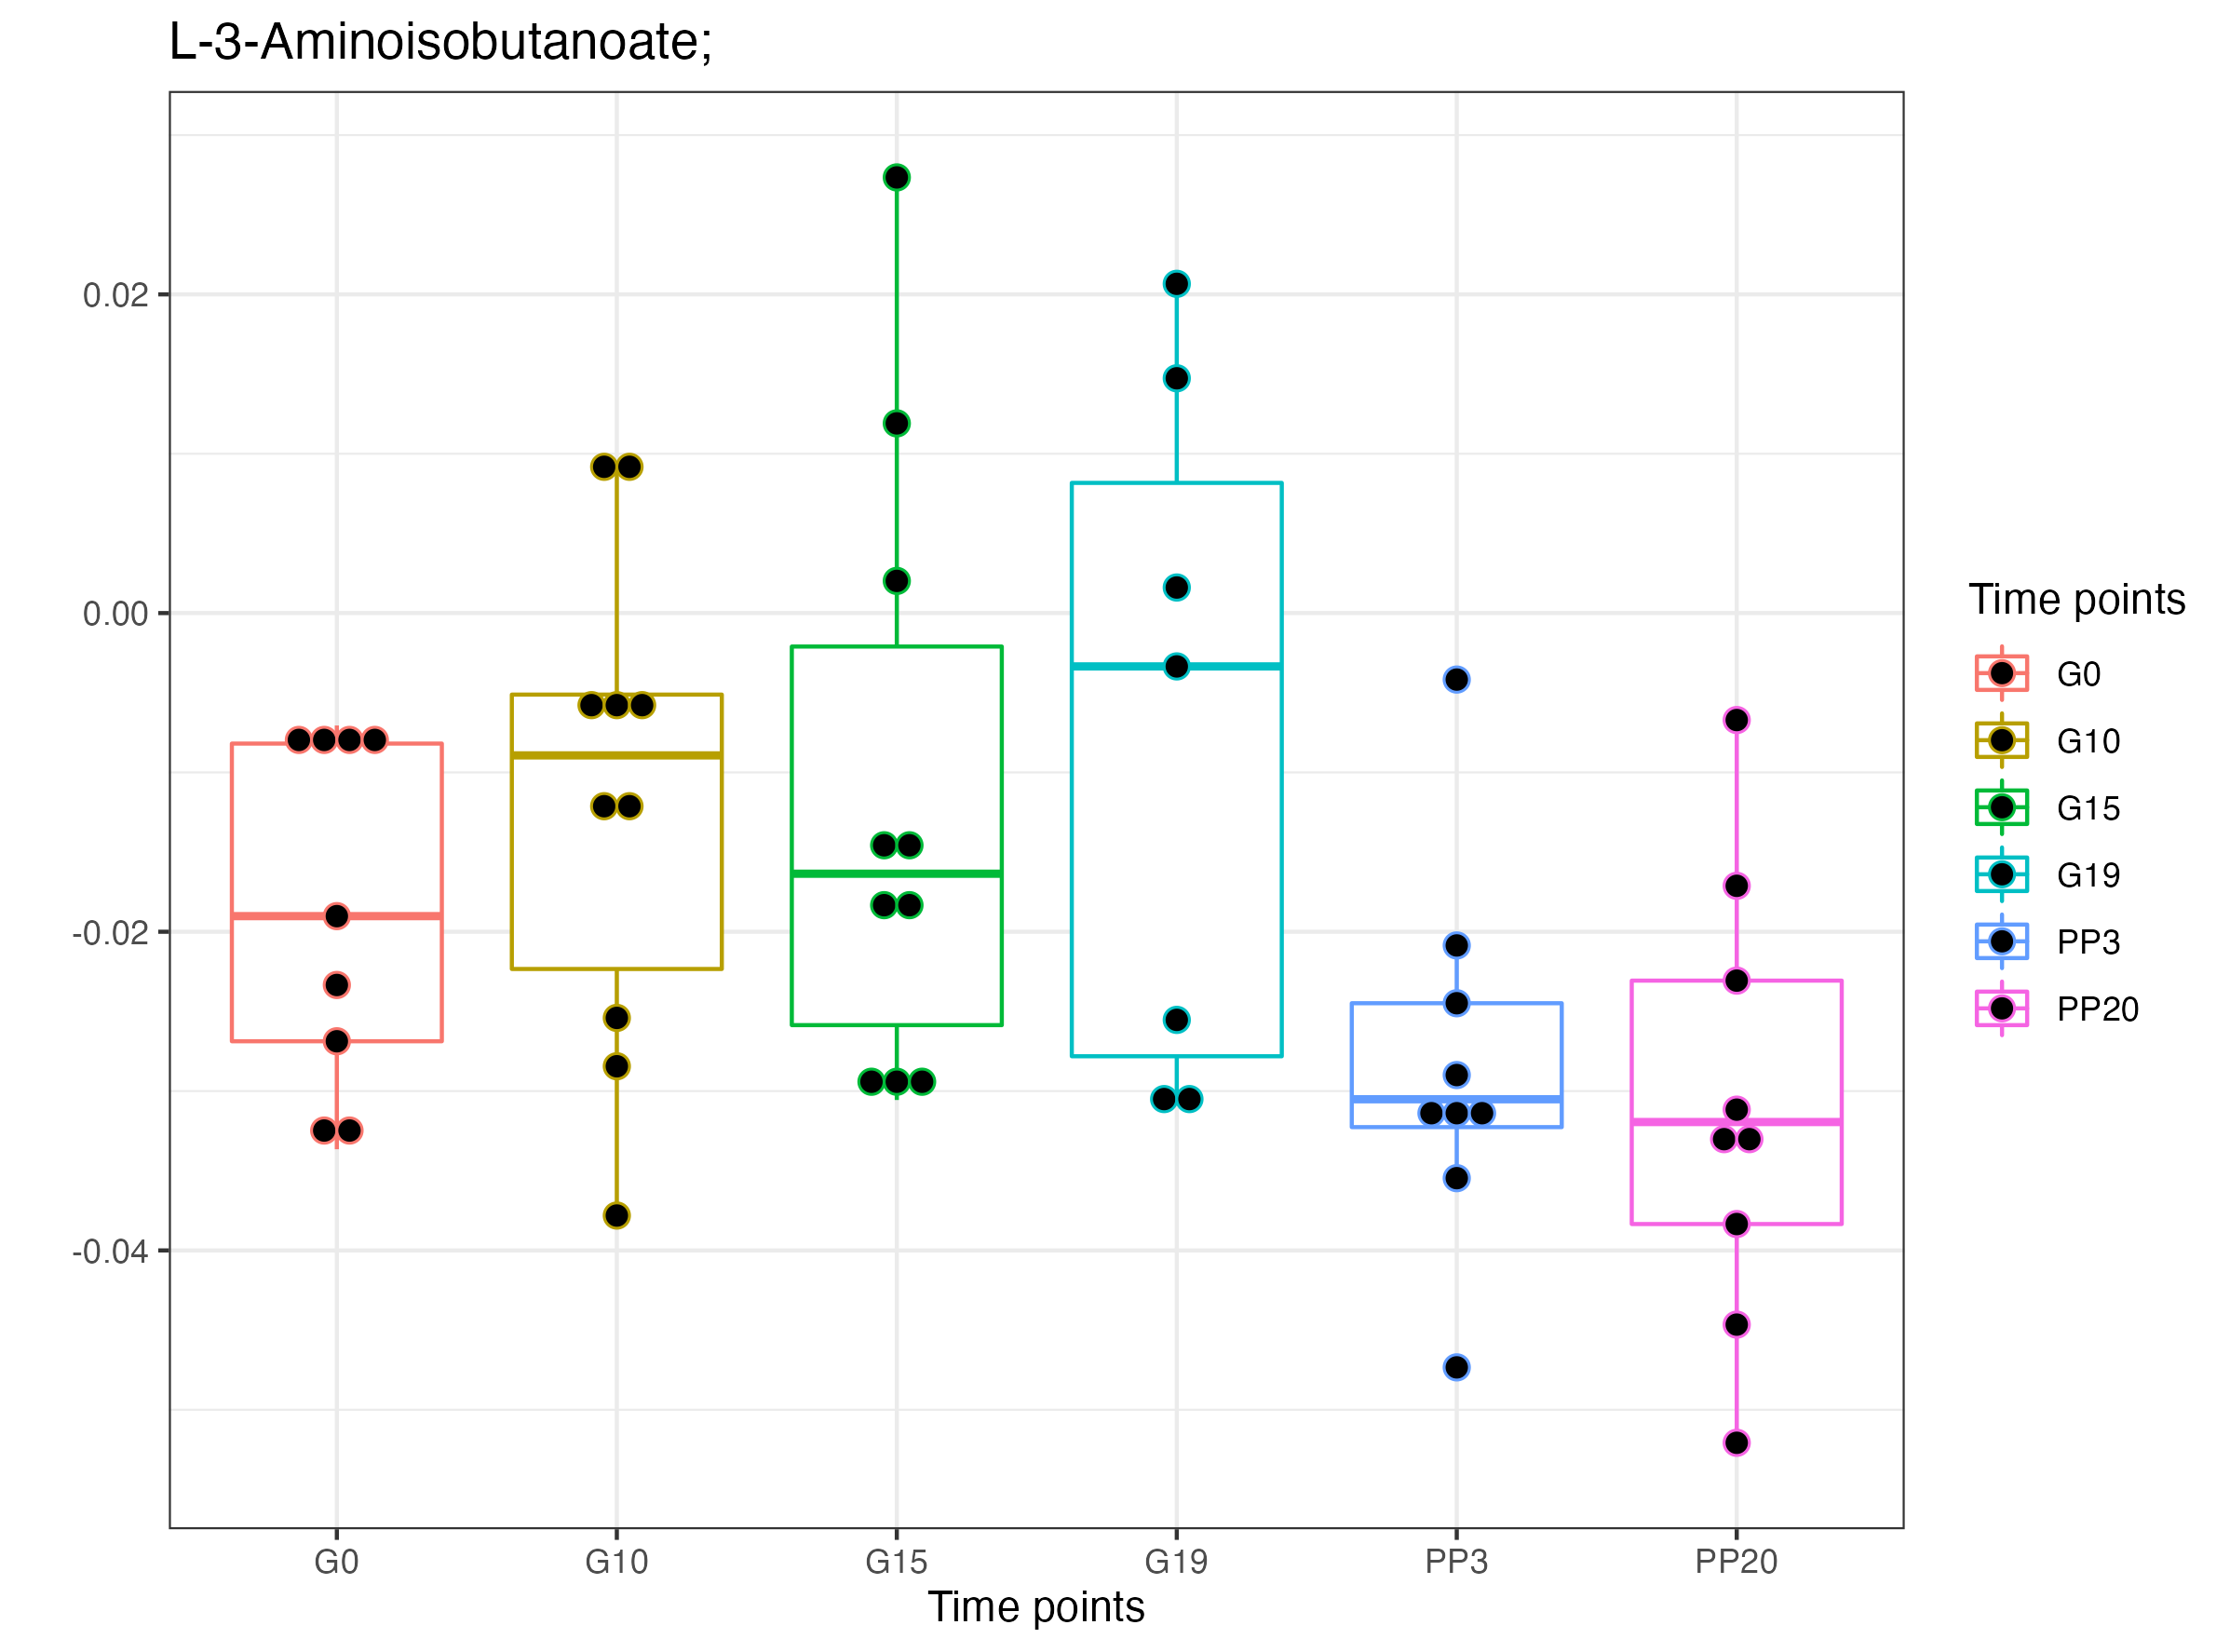 L-3-Aminoisobutanoate;
0.02
0.00
-0.02
-0.04
G0 G10 G15 G19 PP3 PP20
Time points
Time points
G0
G10
G15
G19
PP3
PP20